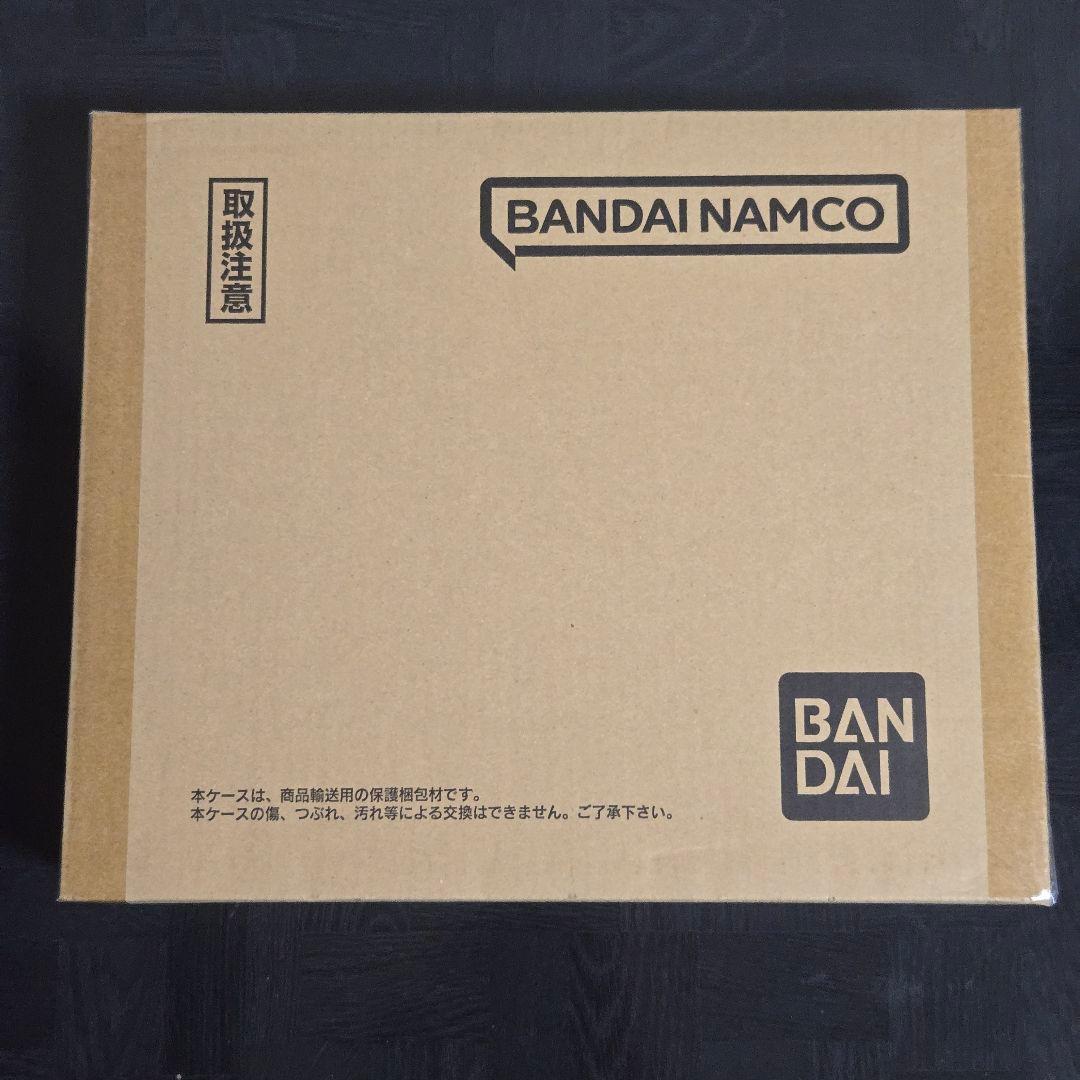 取扱注意
BANDAI NAMCO
BAN
DAI
本ケースは、商品輸送用の保護梱包材です。
本ケースの傷、つぶれ、汚れ等による交換はできません。ご了承下さい。